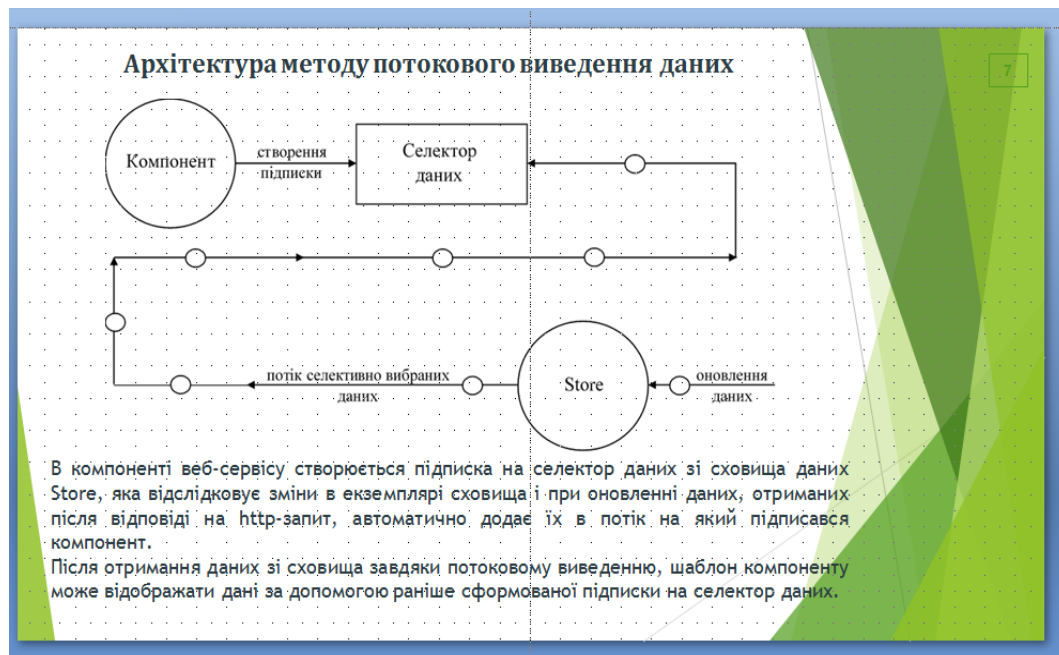 Архітектура методу потокового виведення даних
7
Компонент
створення
підписки
Селектор
даних
потік селективно вибраних
даних
Store
оновлення
даних
В компоненті веб-сервісу створюється підписка на селектор даних зі сховища даних
Store, яка відслідковує зміни в екземплярі сховища і при оновленні даних, отриманих
після відповіді на http-запит, автоматично додає їх в потік на який підписався
компонент.
Після отримання даних зі сховища завдяки потоковому виведенню, шаблон компоненту
може відображати дані за допомогою раніше сформованої підписки на селектор даних.